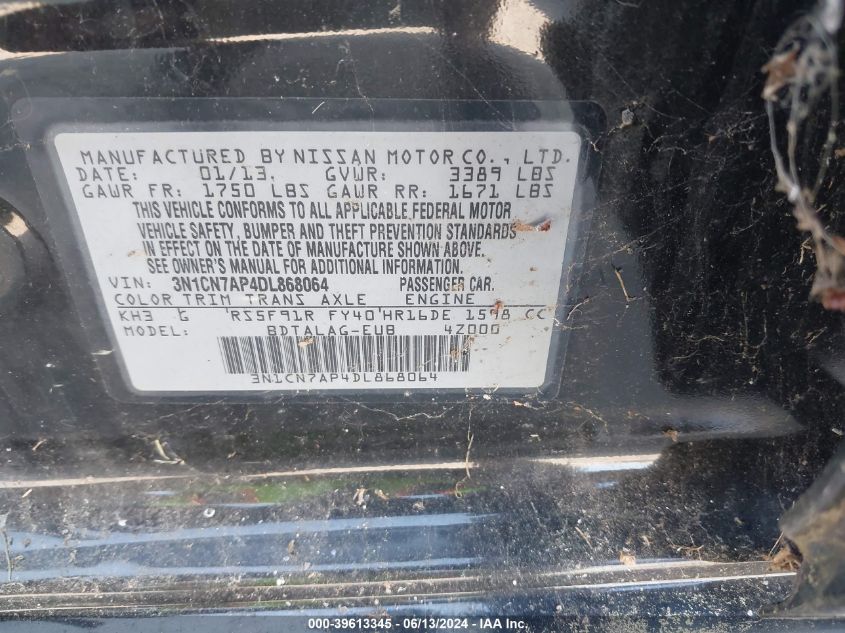 MANUFACTURED BY NISSAN MOTOR CO., LTD.
DATE: 01/13. GVWR: 3389 LBS
GAWR FR: 1750 LBS GAWR RR: 1671 LBS
THIS VEHICLE CONFORMS TO ALL APPLICABLE FEDERAL MOTOR
VEHICLE SAFETY, BUMPER AND THEFT PREVENTION STANDARDS
IN EFFECT ON THE DATE OF MANUFACTURE SHOWN ABOVE.
SEE OWNER'S MANUAL FOR ADDITIONAL INFORMATION.
VIN: 3N1CN7AP4DL868064 PASSENGER CAR.
COLOR TRIM TRANS AXLE ENGINE
KH3 G RS5F91R FY40 HR16DE 1598 CC
MODEL: BDTALAG-EUB 4Z000
3N1CN7AP4DL868064
000-39613345 - 06/13/2024 - IAA Inc.